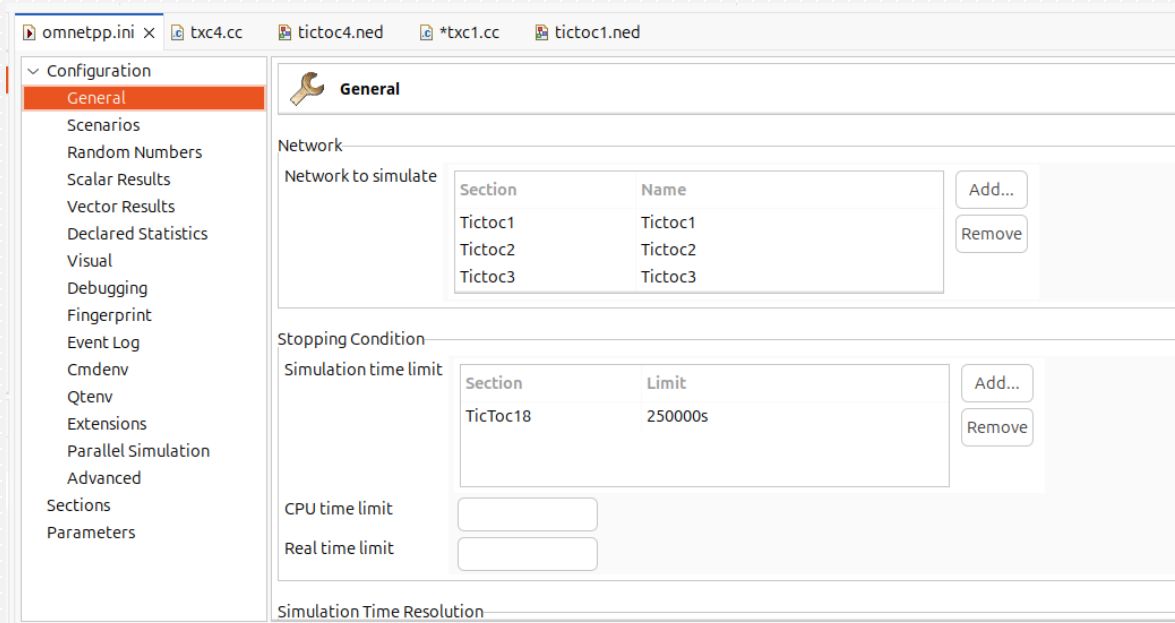 omnetpp.ini txc4.cc tictoc4.ned *txc1.cc tictoc1.ned
Configuration
General
Scenarios
Random Numbers
Scalar Results
Vector Results
Declared Statistics
Visual
Debugging
Fingerprint
Event Log
Cmdenv
Qtenv
Extensions
Parallel Simulation
Advanced
Sections
Parameters
General
Network
Network to simulate
Section Name
Tictoc1 Tictoc1
Tictoc2 Tictoc2
Tictoc3 Tictoc3
Add...
Remove
Stopping Condition
Simulation time limit
Section Limit
TicToc18 250000s
Add...
Remove
CPU time limit
Real time limit
Simulation Time Resolution